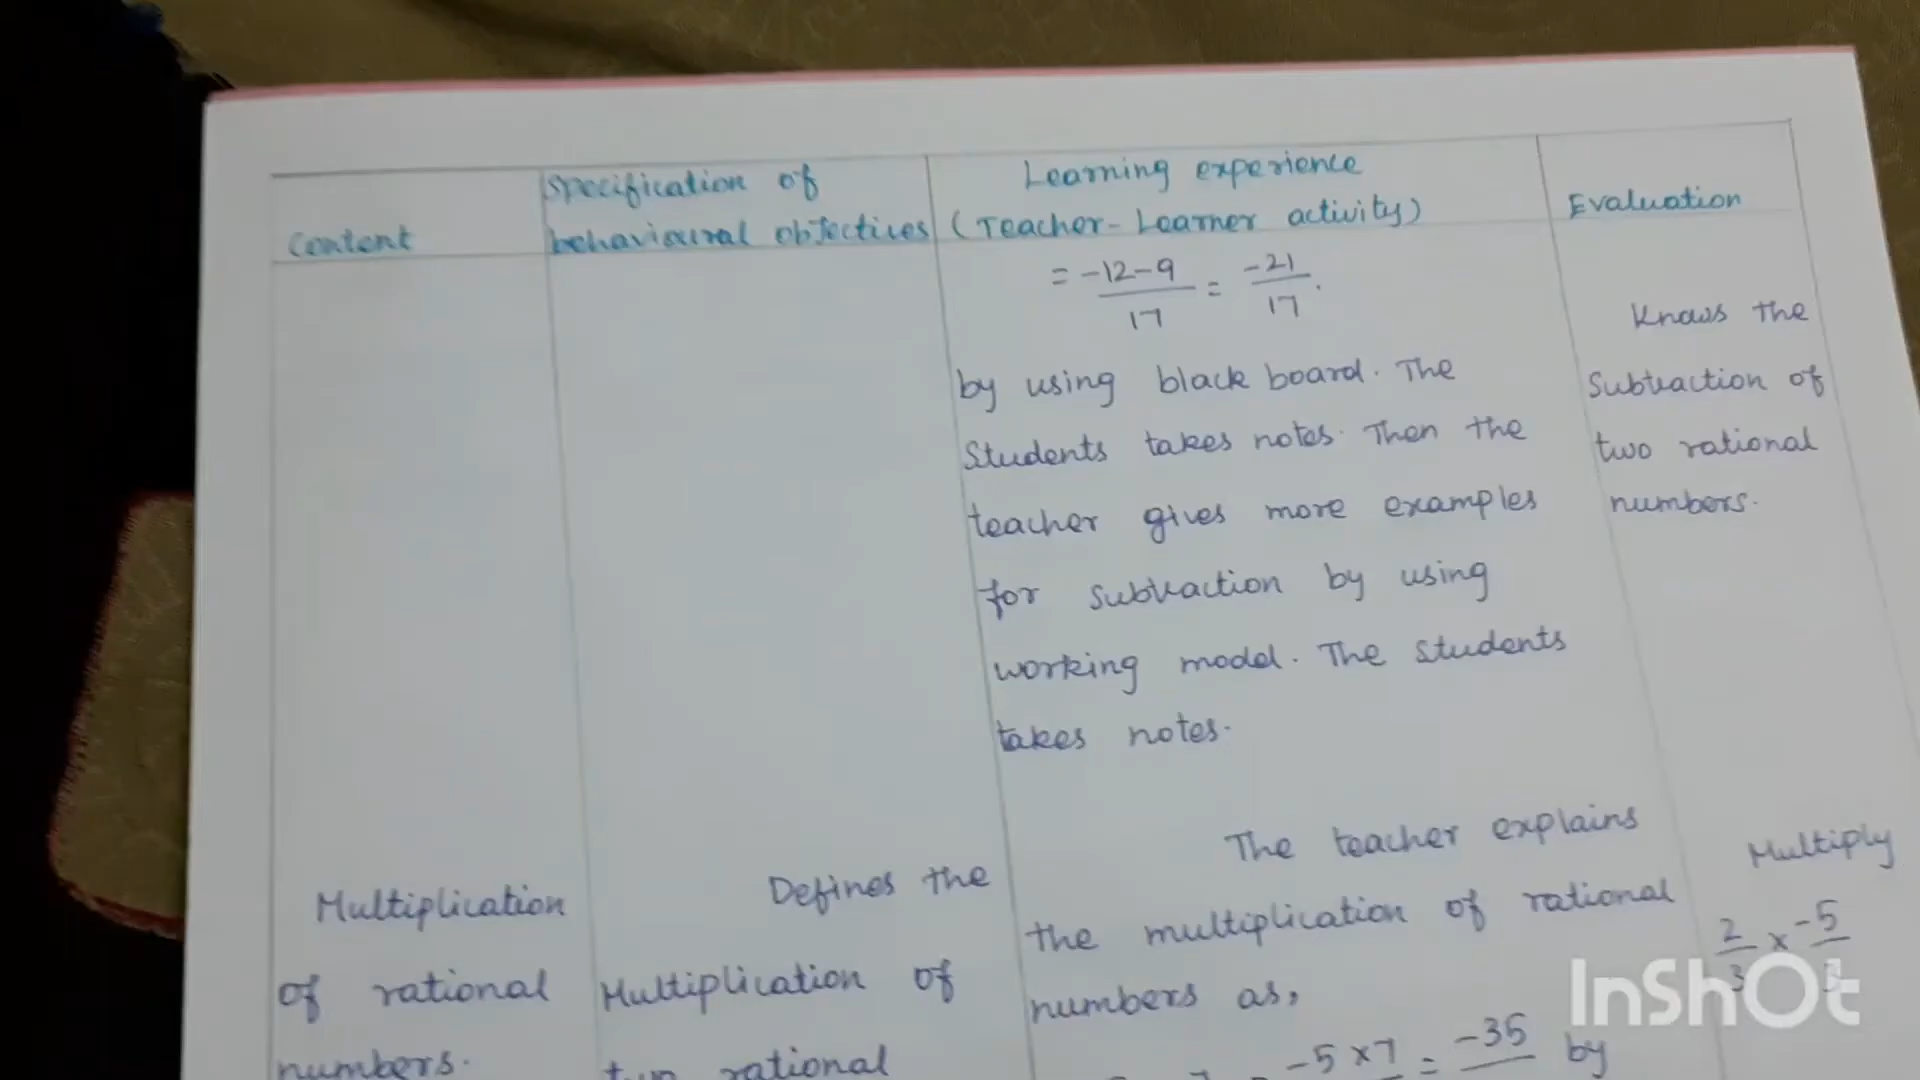 Content
Specification of
behavioural objectives
Learning experience
(Teacher-Learner activity)
Evaluation
= -12-9/17 = -21/17.
by using black board. The
Students takes notes. Then the
teacher gives more examples
for subtraction by using
working model. The students
takes notes.
Knows the
Subtraction of
two rational
numbers.
Multiplication
of rational
numbers.
Defines the
Multiplication of
two rational
The teacher explains
the multiplication of rational
numbers as,
-5 x 7 = -35 by
Multiply
2/3 x -5
InShOt